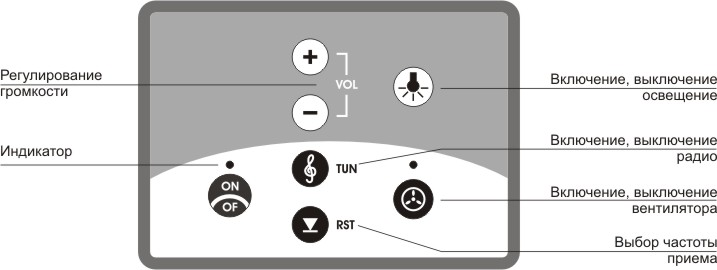 Регулирование
громкости
Индикатор
+
VOL
−
TUN
ON
OF
RST
Включение, выключение
освещение
Включение, выключение
радио
Включение, выключение
вентилятора
Выбор частоты
приема